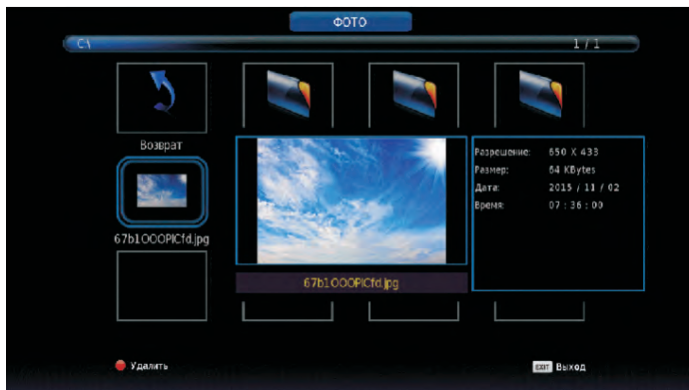 ФОТО
C:\ 1 / 1
Возврат
Разрешение: 650 X 433
Размер: 64 KBytes
Дата: 2015 / 11 / 02
Время: 07 : 36 : 00
67b1OOOPICfd.jpg
67b1OOOPICfd.jpg
Удалить
EXIT Выход